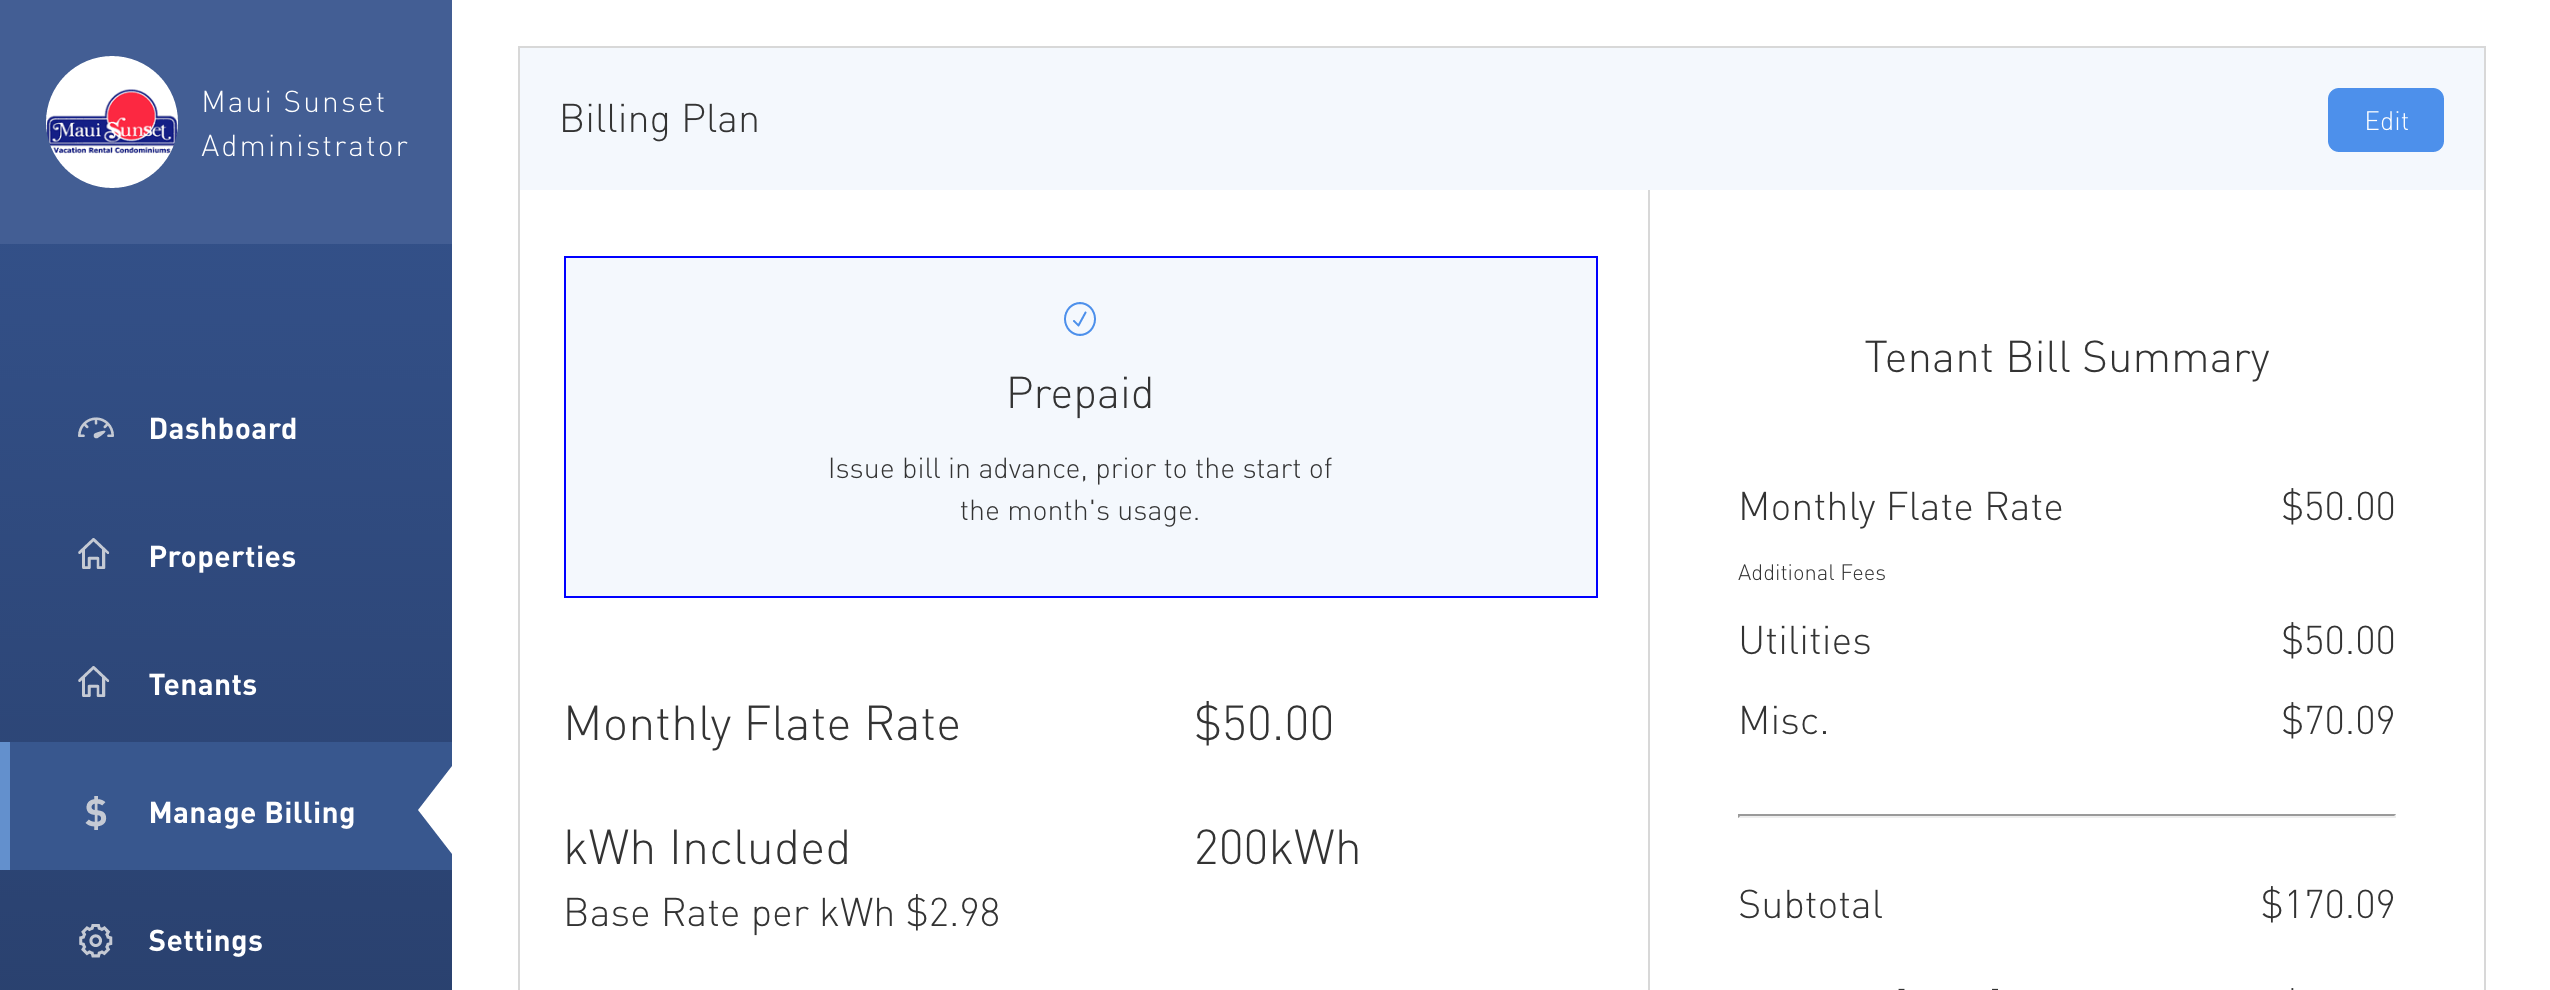 Maui Sunset
Vacation Rental Condominiums
Maui Sunset
Administrator
Dashboard
Properties
Tenants
$ Manage Billing
Settings
Billing Plan
Edit
Prepaid
Issue bill in advance, prior to the start of
the month's usage.
Monthly Flate Rate $50.00
kWh Included 200kWh
Base Rate per kWh $2.98
Tenant Bill Summary
Monthly Flate Rate $50.00
Additional Fees
Utilities $50.00
Misc. $70.09
Subtotal $170.09